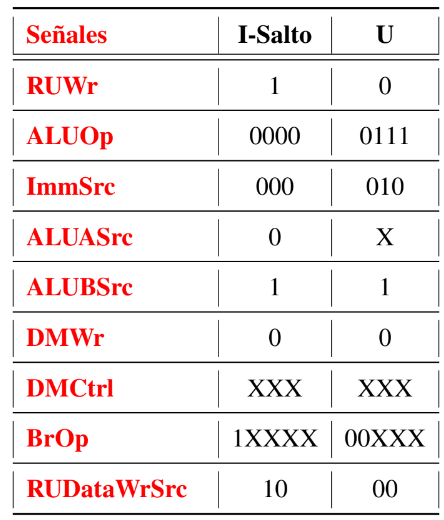 Señales I-Salto U
RUWr 1 0
ALUOp 0000 0111
ImmSrc 000 010
ALUASrc 0 X
ALUBSrc 1 1
DMWr 0 0
DMCtrl XXX XXX
BrOp 1XXXX 00XXX
RUDataWrSrc 10 00